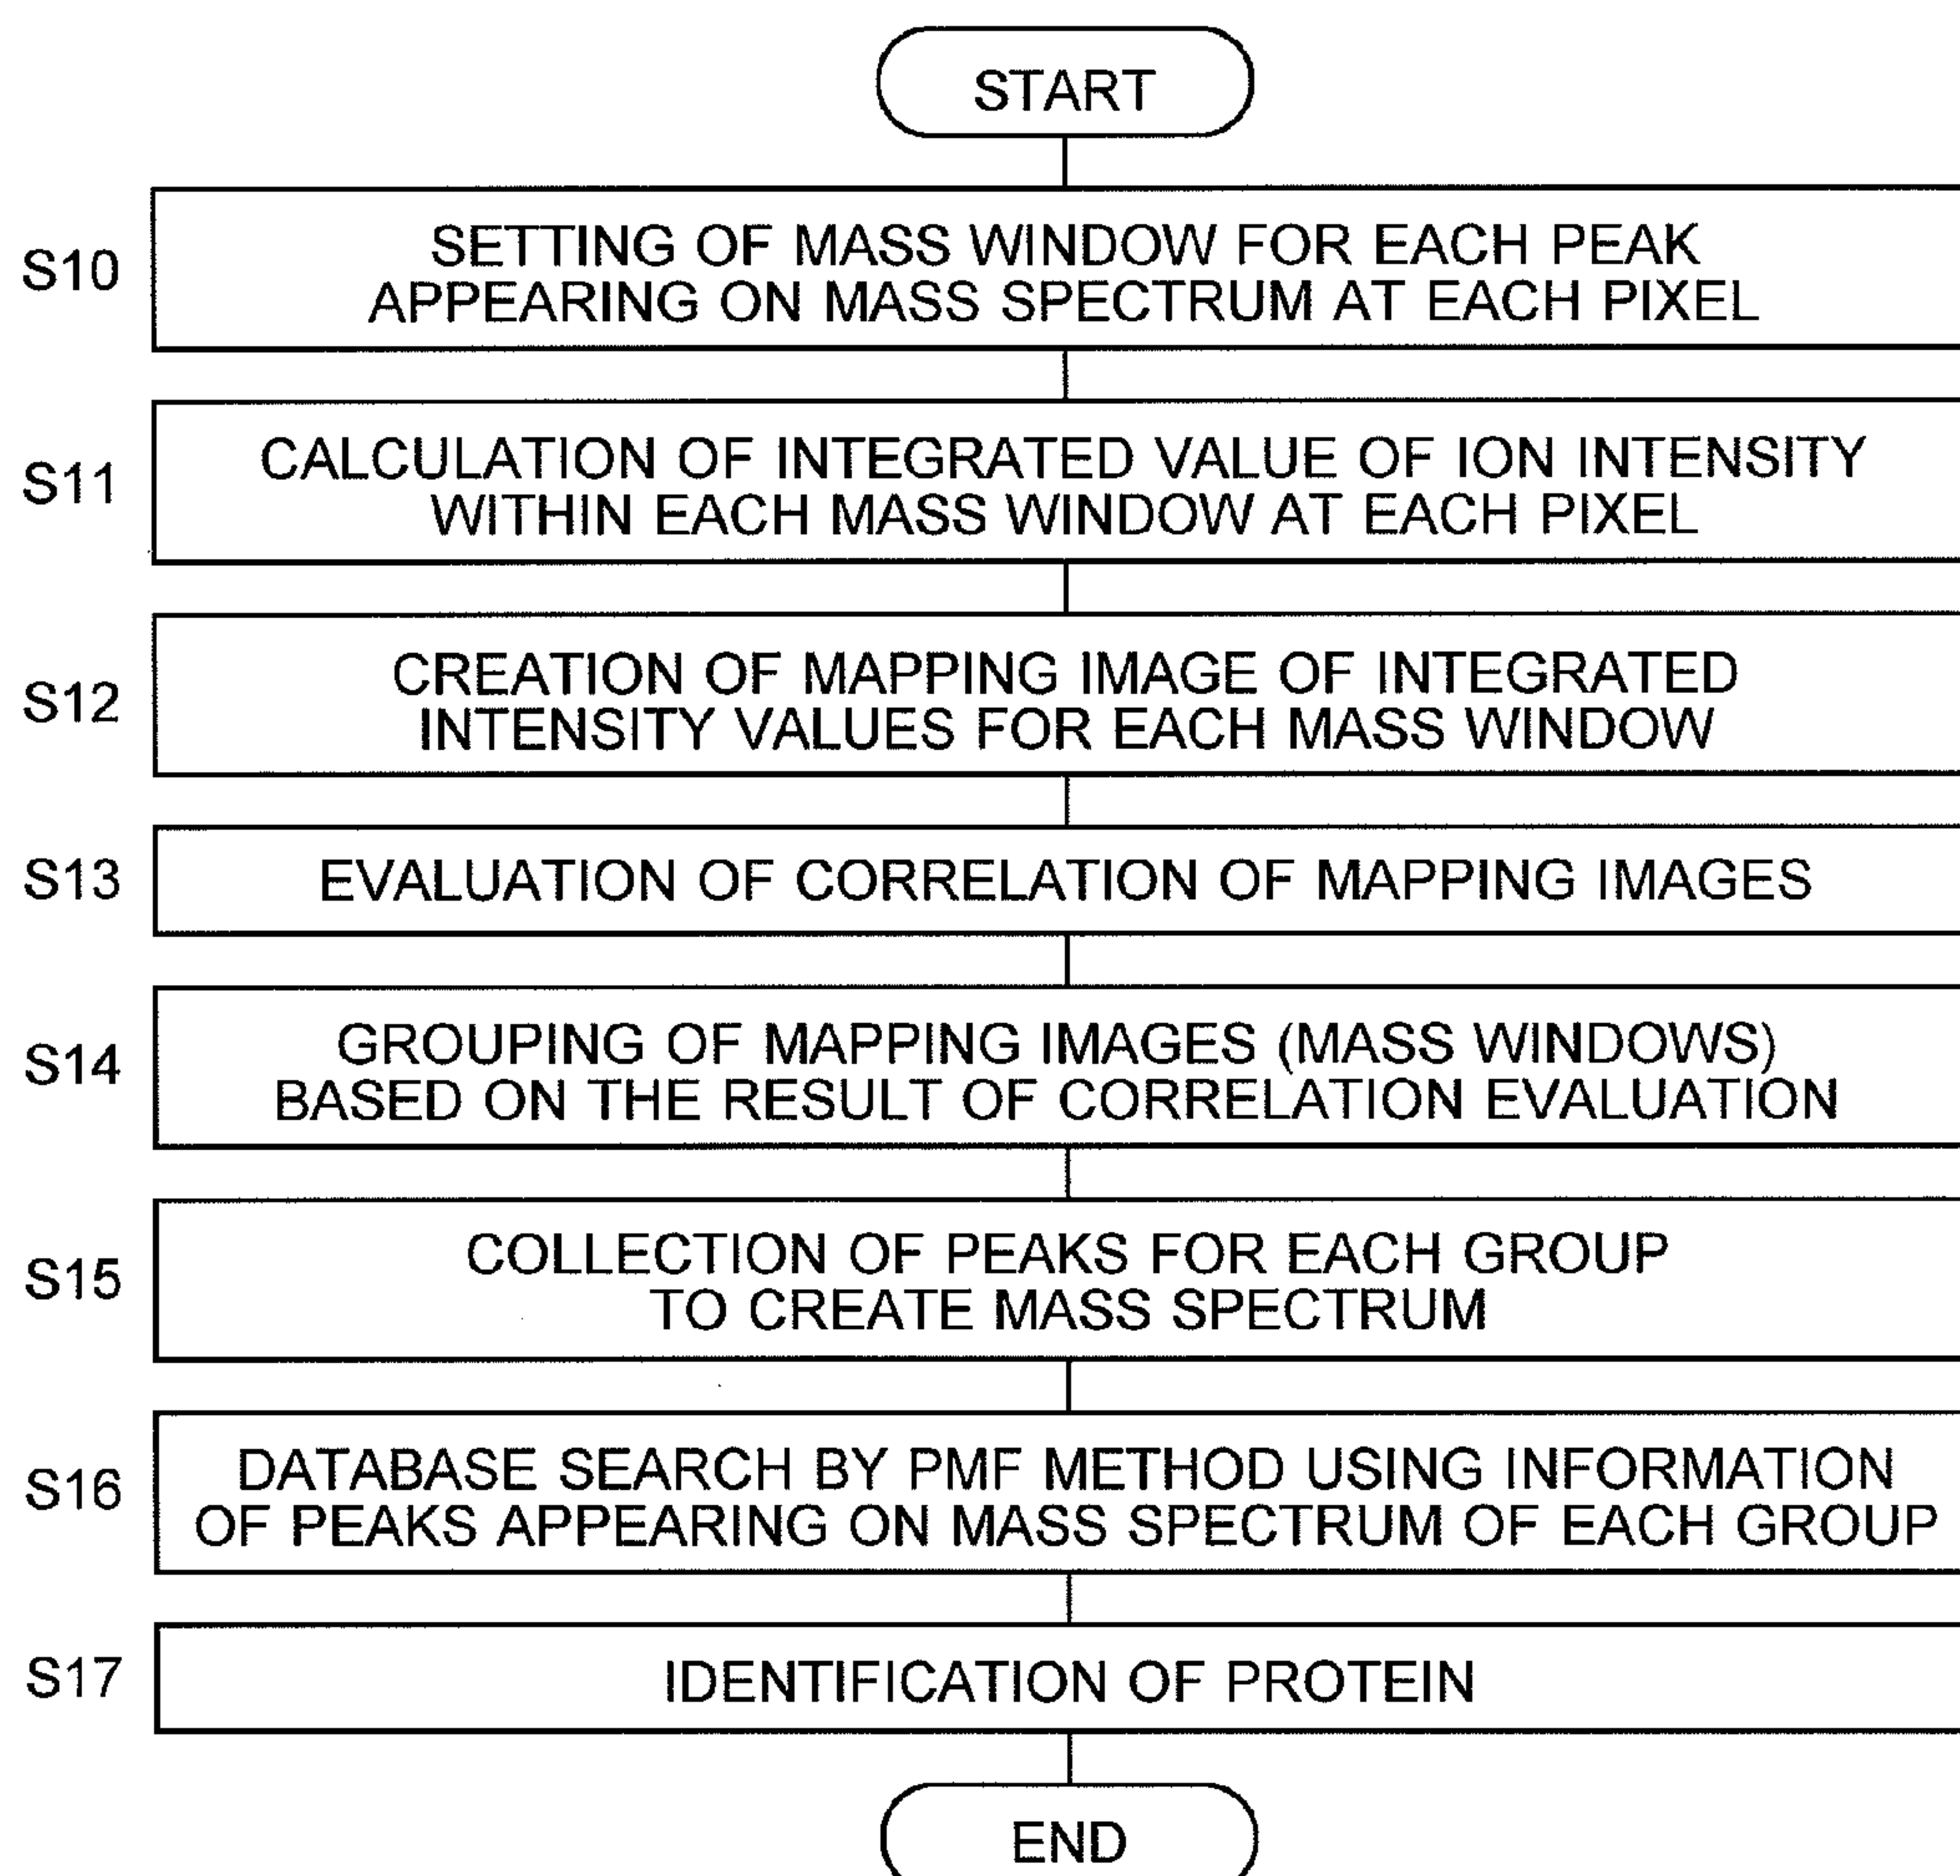 START
S10
SETTING OF MASS WINDOW FOR EACH PEAK
APPEARING ON MASS SPECTRUM AT EACH PIXEL
S11
CALCULATION OF INTEGRATED VALUE OF ION INTENSITY
WITHIN EACH MASS WINDOW AT EACH PIXEL
S12
CREATION OF MAPPING IMAGE OF INTEGRATED
INTENSITY VALUES FOR EACH MASS WINDOW
S13
EVALUATION OF CORRELATION OF MAPPING IMAGES
S14
GROUPING OF MAPPING IMAGES (MASS WINDOWS)
BASED ON THE RESULT OF CORRELATION EVALUATION
S15
COLLECTION OF PEAKS FOR EACH GROUP
TO CREATE MASS SPECTRUM
S16
DATABASE SEARCH BY PMF METHOD USING INFORMATION
OF PEAKS APPEARING ON MASS SPECTRUM OF EACH GROUP
S17
IDENTIFICATION OF PROTEIN
END